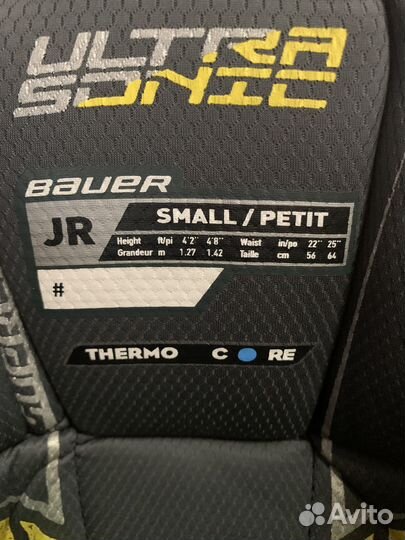 ULTRA
SONIC
BAUER
JR
SMALL / PETIT
Height ft/pi 4'2'' 4'8'' Waist in/po 22'' 25''
Grandeur m 1.27 1.42 Taille cm 56 64
#
THERMO CORE
Avito